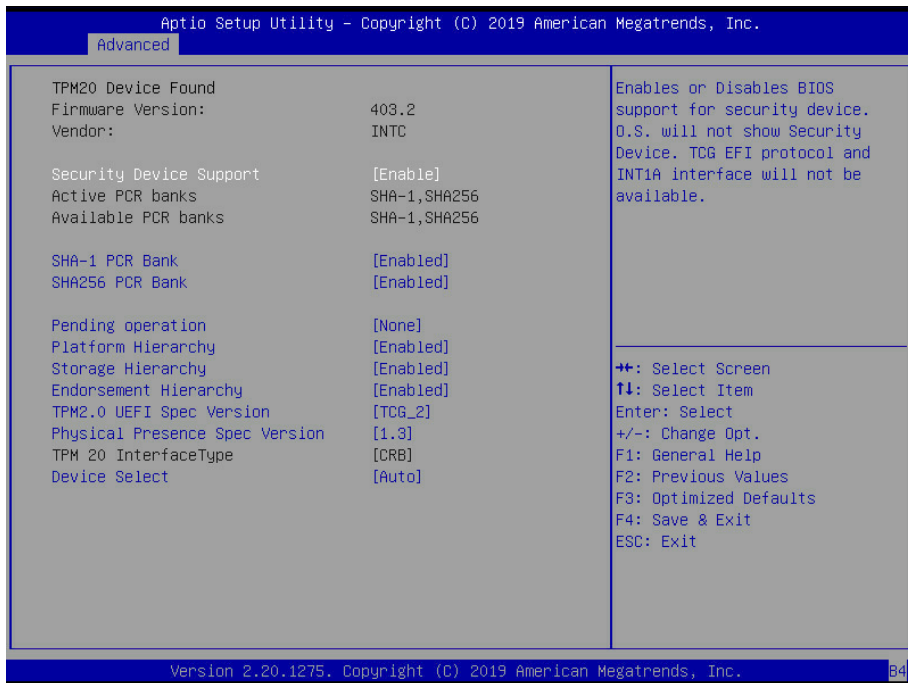 Aptio Setup Utility – Copyright (C) 2019 American Megatrends, Inc.
Advanced
TPM20 Device Found
Firmware Version: 403.2
Vendor: INTC
Security Device Support [Enable]
Active PCR banks SHA-1,SHA256
Available PCR banks SHA-1,SHA256
SHA-1 PCR Bank [Enabled]
SHA256 PCR Bank [Enabled]
Pending operation [None]
Platform Hierarchy [Enabled]
Storage Hierarchy [Enabled]
Endorsement Hierarchy [Enabled]
TPM2.0 UEFI Spec Version [TCG_2]
Physical Presence Spec Version [1.3]
TPM 20 InterfaceType [CRB]
Device Select [Auto]
Enables or Disables BIOS
support for security device.
O.S. will not show Security
Device. TCG EFI protocol and
INT1A interface will not be
available.
→←: Select Screen
↑↓: Select Item
Enter: Select
+/-: Change Opt.
F1: General Help
F2: Previous Values
F3: Optimized Defaults
F4: Save & Exit
ESC: Exit
Version 2.20.1275. Copyright (C) 2019 American Megatrends, Inc.
B4